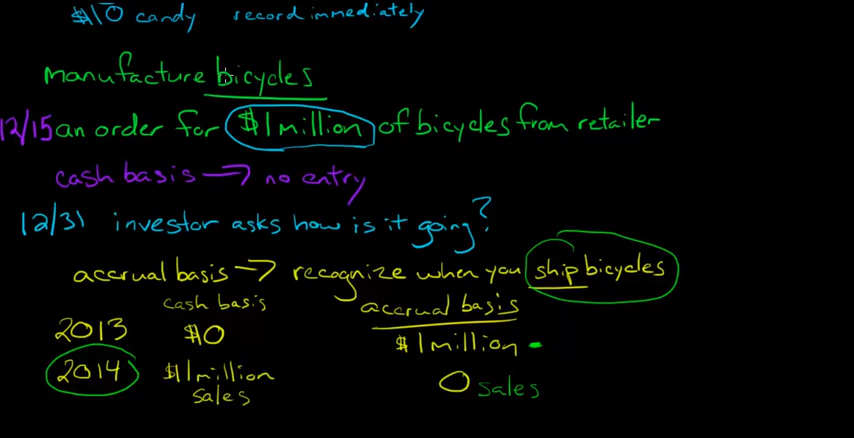 $10 candy record immediately
manufacture bicycles
12/15 an order for $1 million of bicycles from retailer
cash basis → no entry
12/31 investor asks how is it going?
accrual basis → recognize when you ship bicycles
cash basis accrual basis
2013 $0 $1 million
2014 $1 million sales 0 sales